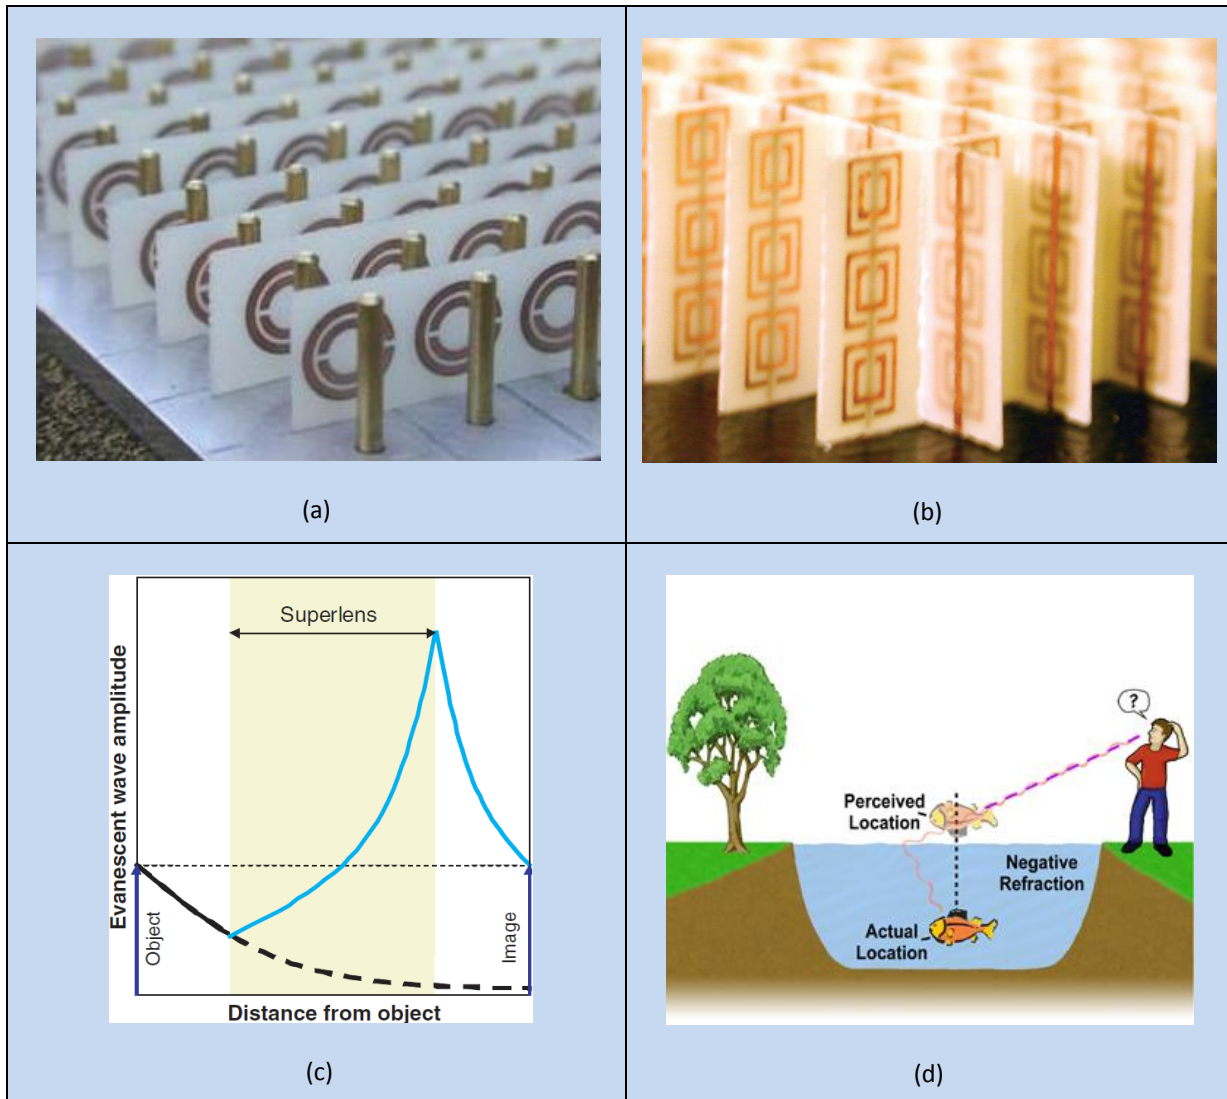 (a)
(b)
Superlens
Evanescent wave amplitude
Object
Image
Distance from object
(c)
?
Perceived
Location
Negative
Refraction
Actual
Location
(d)